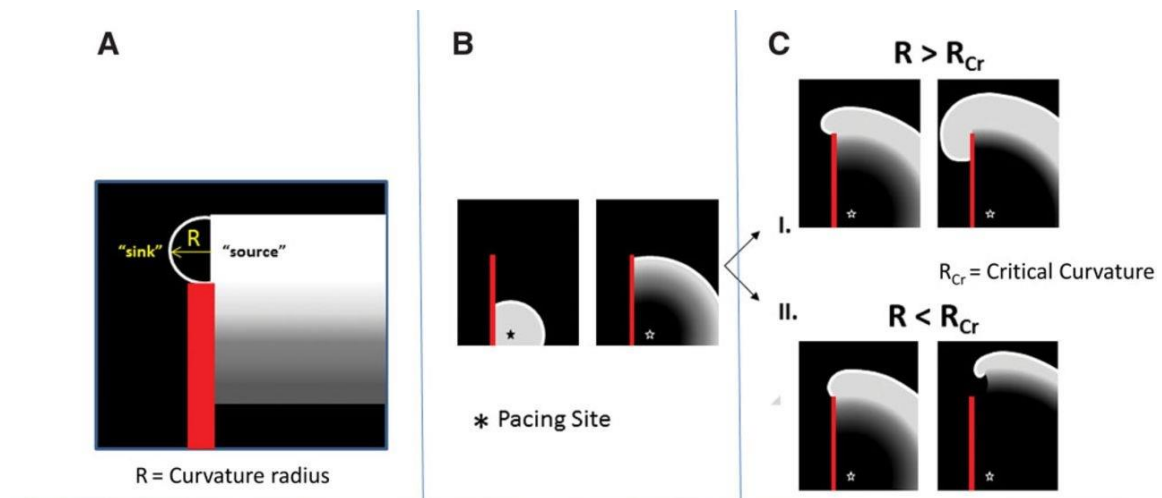 A
"sink"
R
"source"
R = Curvature radius
B
* Pacing Site
C
R > RCr
I.
RCr = Critical Curvature
II.
R < RCr